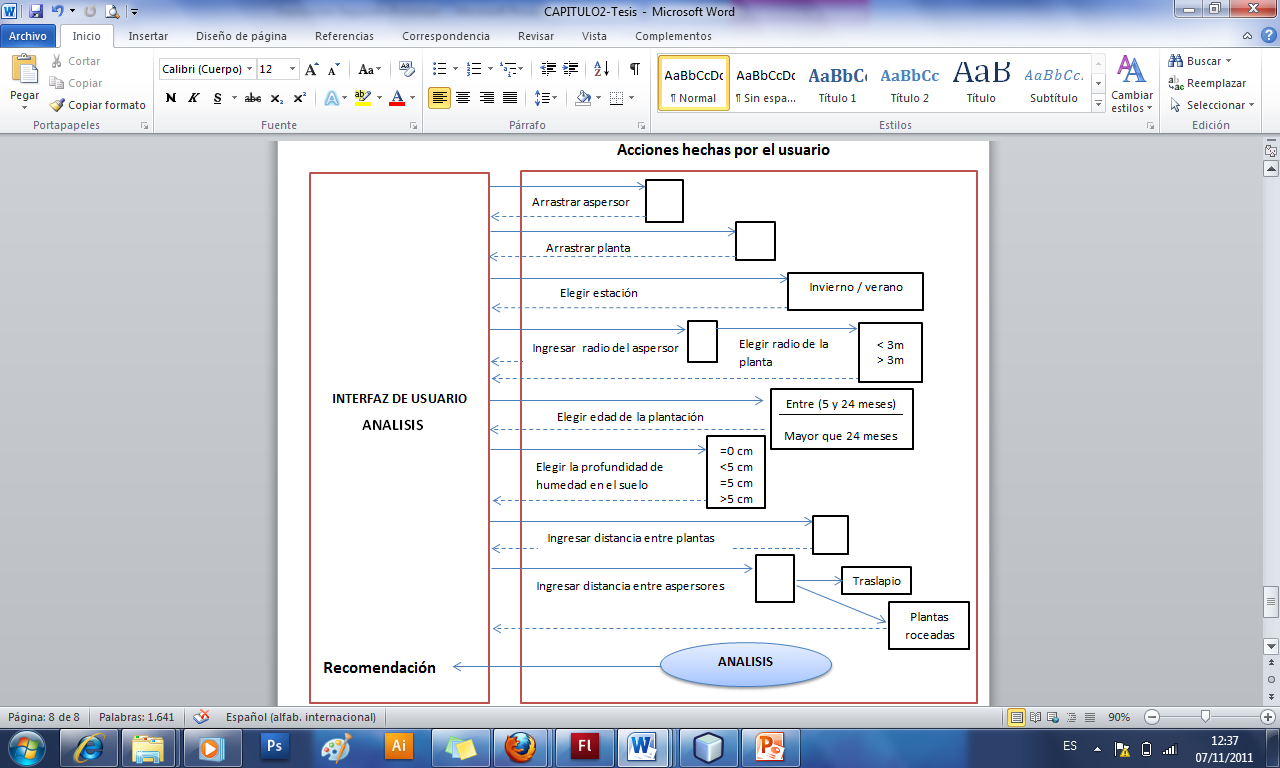 CAPITULO2-Tesis - Microsoft Word
Archivo Inicio Insertar Diseño de página Referencias Correspondencia Revisar Vista Complementos
Pegar
Cortar
Copiar
Copiar formato
Portapapeles
Calibri (Cuerpo) 12
N K S abc x₂ x²
Fuente
Párrafo
AaBbCcDc AaBbCcDc AaBbCc AaBbCc AaB AaBbCc.
¶ Normal ¶ Sin espa... Título 1 Título 2 Título Subtítulo
Cambiar
estilos
Estilos
Buscar
Reemplazar
Seleccionar
Edición
Acciones hechas por el usuario
Arrastrar aspersor
Arrastrar planta
Elegir estación
Invierno / verano
Ingresar radio del aspersor
Elegir radio de la
planta
< 3m
> 3m
INTERFAZ DE USUARIO
ANALISIS
Elegir edad de la plantación
Entre (5 y 24 meses)
Mayor que 24 meses
Elegir la profundidad de
humedad en el suelo
=0 cm
<5 cm
=5 cm
>5 cm
Ingresar distancia entre plantas
Ingresar distancia entre aspersores
Traslapio
Plantas
roceadas
ANALISIS
Recomendación
Página: 8 de 8 Palabras: 1.641 Español (alfab. internacional) 90%
Ps Ai Fl
ES
12:37
07/11/2011